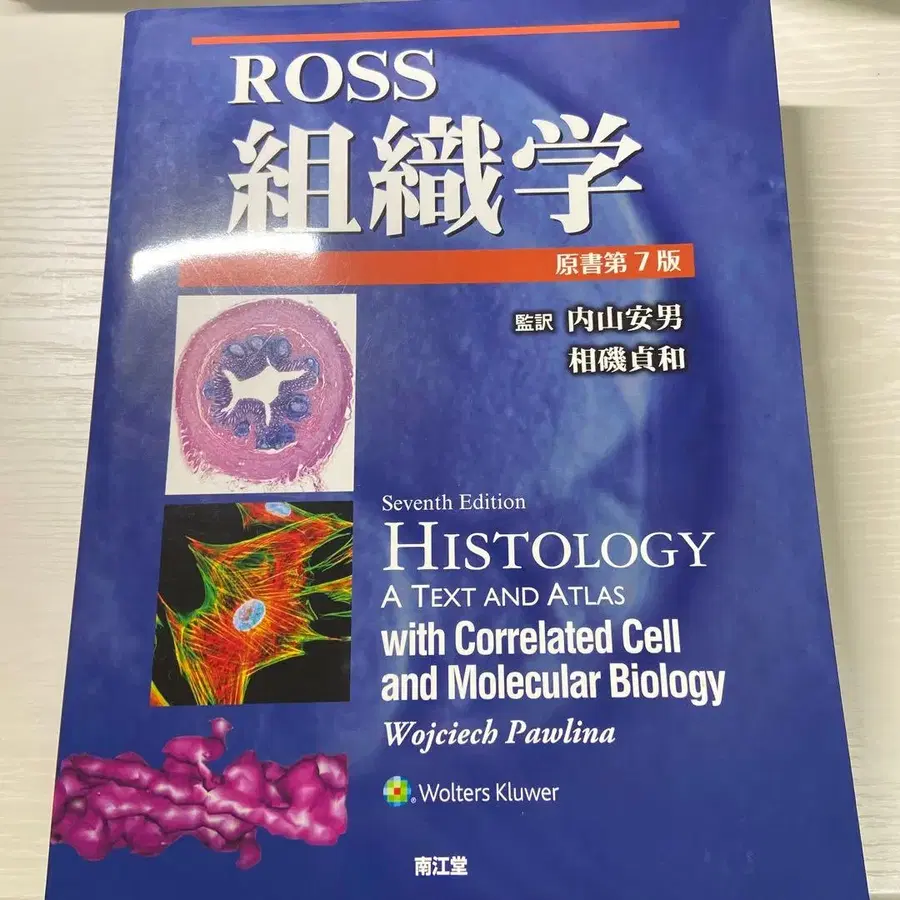 ROSS
組織学
原書第7版
監訳 内山安男
相磯貞和
Seventh Edition
HISTOLOGY
A TEXT AND ATLAS
with Correlated Cell
and Molecular Biology
Wojciech Pawlina
Wolters Kluwer
南江堂